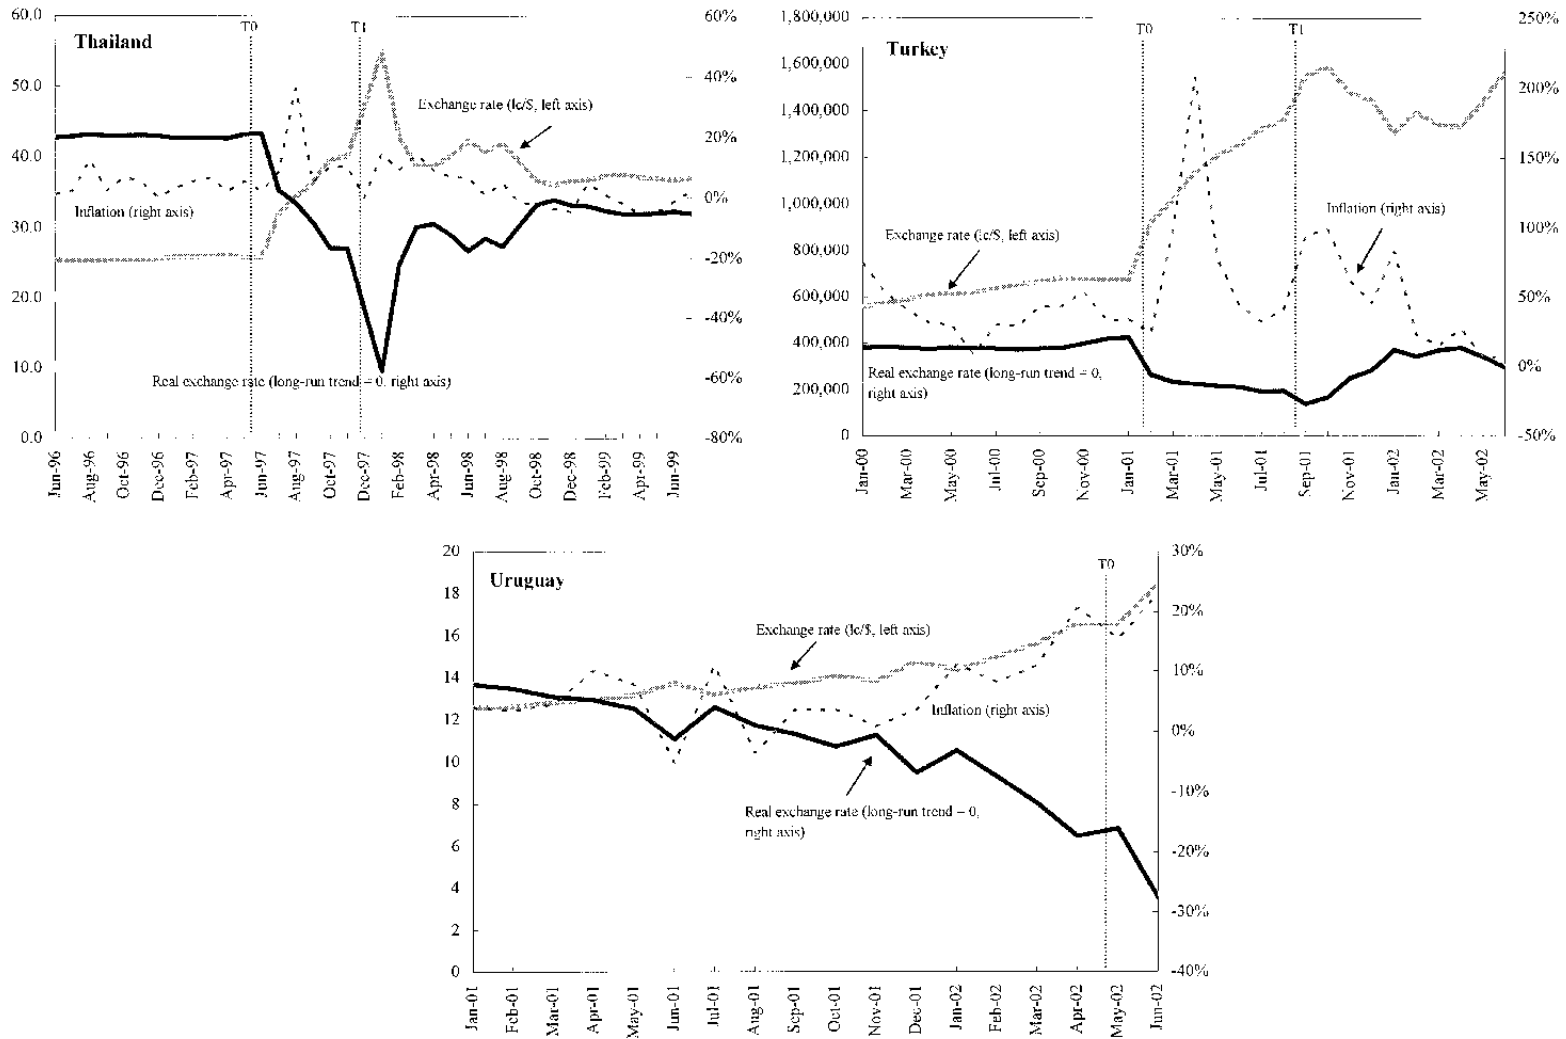 Thailand
60.0
50.0
40.0
30.0
20.0
10.0
0.0
T0
T1
60%
40%
20%
0%
-20%
-40%
-60%
-80%
Exchange rate (lc/$, left axis)
Inflation (right axis)
Real exchange rate (long-run trend = 0, right axis)
Jun-96
Aug-96
Oct-96
Dec-96
Feb-97
Apr-97
Jun-97
Aug-97
Oct-97
Dec-97
Feb-98
Apr-98
Jun-98
Aug-98
Oct-98
Dec-98
Feb-99
Apr-99
Jun-99
Turkey
1,800,000
1,600,000
1,400,000
1,200,000
1,000,000
800,000
600,000
400,000
200,000
0
T0
T1
250%
200%
150%
100%
50%
0%
-50%
Inflation (right axis)
Exchange rate (lc/$, left axis)
Real exchange rate (long-run trend = 0,
right axis)
Jan-00
Mar-00
May-00
Jul-00
Sep-00
Nov-00
Jan-01
Mar-01
May-01
Jul-01
Sep-01
Nov-01
Jan-02
Mar-02
May-02
Uruguay
20
18
16
14
12
10
8
6
4
2
0
T0
30%
20%
10%
0%
-10%
-20%
-30%
-40%
Exchange rate (lc/$, left axis)
Inflation (right axis)
Real exchange rate (long-run trend = 0,
right axis)
Jan-01
Feb-01
Mar-01
Apr-01
May-01
Jun-01
Jul-01
Aug-01
Sep-01
Oct-01
Nov-01
Dec-01
Jan-02
Feb-02
Mar-02
Apr-02
May-02
Jun-02